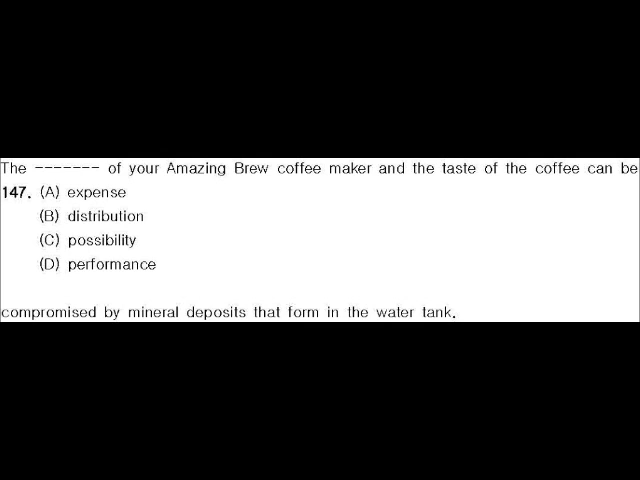 The ------- of your Amazing Brew coffee maker and the taste of the coffee can be
147. (A) expense
(B) distribution
(C) possibility
(D) performance
compromised by mineral deposits that form in the water tank.